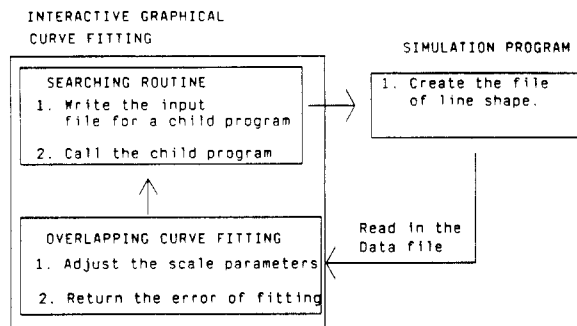 INTERACTIVE GRAPHICAL
CURVE FITTING
SEARCHING ROUTINE
1. Write the input
file for a child program
2. Call the child program
SIMULATION PROGRAM
1. Create the file
of line shape.
OVERLAPPING CURVE FITTING
1. Adjust the scale parameters
2. Return the error of fitting
Read in the
Data file